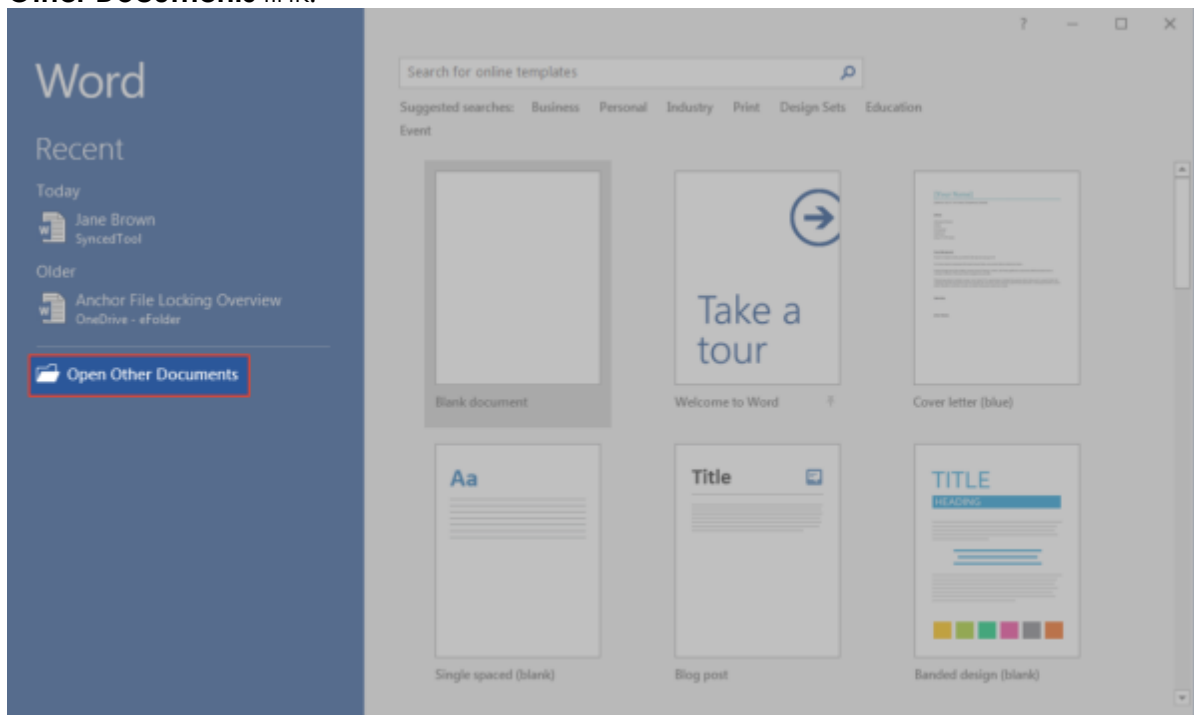 Other Documents link.
?
Word
Recent
Today
Jane Brown
SyncedTool
Older
Anchor File Locking Overview
OneDrive - eFolder
Open Other Documents
Search for online templates
Suggested searches: Business Personal Industry Print Design Sets Education
Event
Blank document
Take a
tour
Welcome to Word
Cover letter (blue)
Aa
Single spaced (blank)
Title
Blog post
TITLE
HEADING
Banded design (blank)